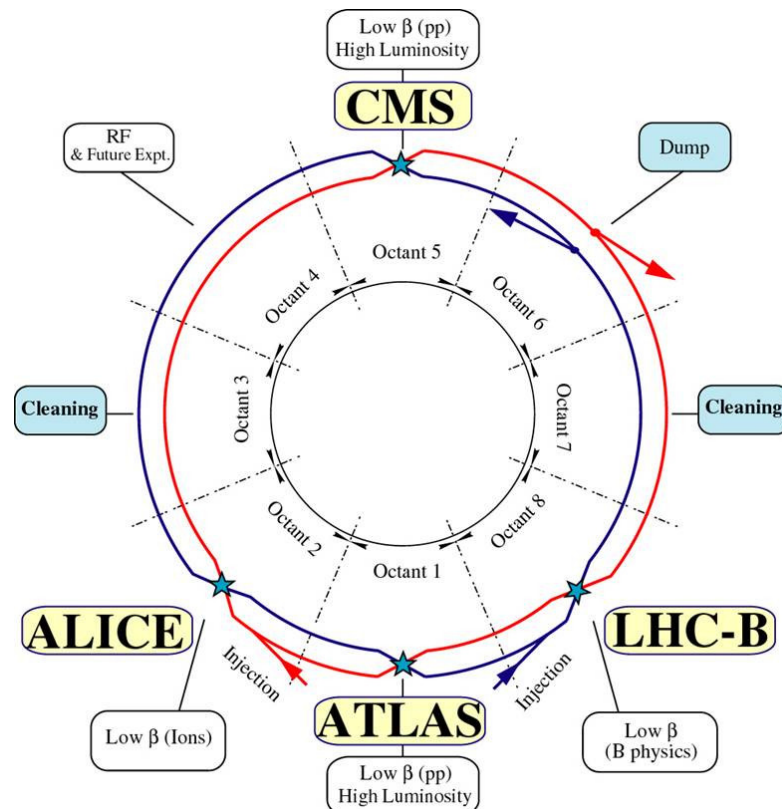 Low β (pp)
High Luminosity
CMS
RF
& Future Expt.
Dump
Octant 5
Octant 4
Octant 6
Cleaning
Octant 3
Octant 7
Cleaning
Octant 2
Octant 8
Octant 1
ALICE
LHC-B
Injection
Injection
ATLAS
Low β (Ions)
Low β
(B physics)
Low β (pp)
High Luminosity